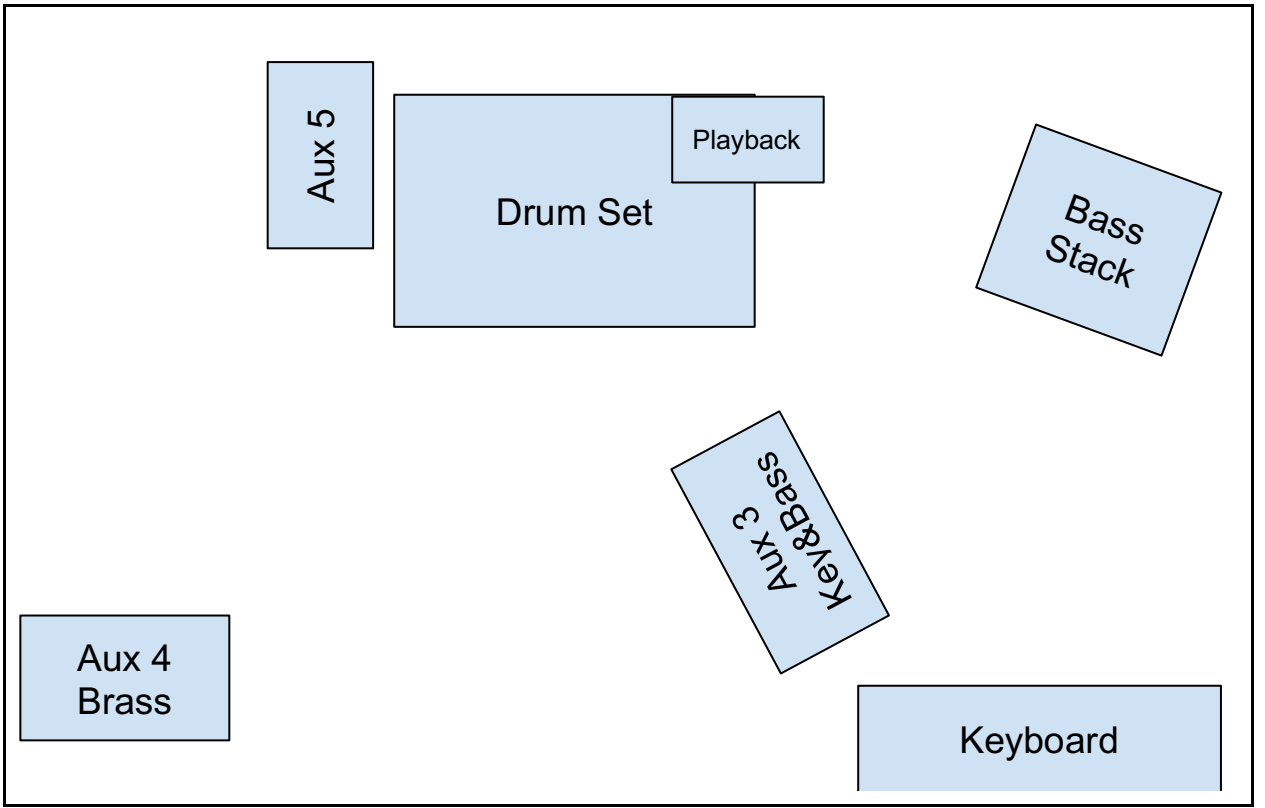 Aux 5
Playback
Drum Set
Bass
Stack
Aux 3
Key&Bass
Aux 4
Brass
Keyboard